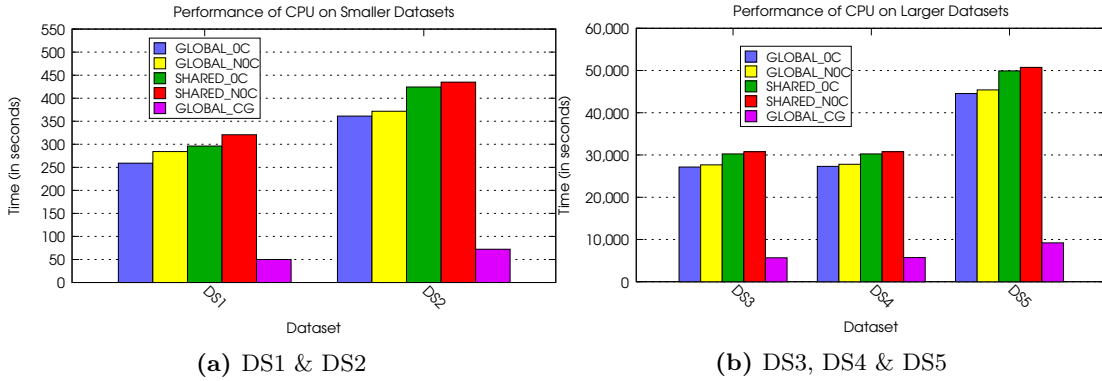 Performance of CPU on Smaller Datasets
550
500
450
400
350
300
250
200
150
100
50
0
Time (in seconds)
GLOBAL_0C
GLOBAL_N0C
SHARED_0C
SHARED_N0C
GLOBAL_CG
DS1
DS2
Dataset
(a) DS1 & DS2
Performance of CPU on Larger Datasets
60,000
50,000
40,000
30,000
20,000
10,000
0
Time (in seconds)
GLOBAL_0C
GLOBAL_N0C
SHARED_0C
SHARED_N0C
GLOBAL_CG
DS3
DS4
DS5
Dataset
(b) DS3, DS4 & DS5